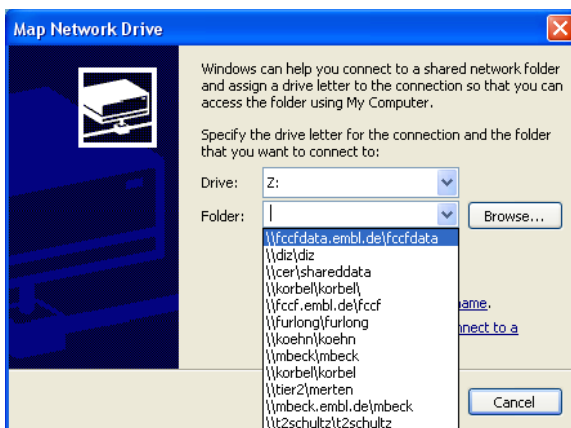 Map Network Drive
Windows can help you connect to a shared network folder
and assign a drive letter to the connection so that you can
access the folder using My Computer.
Specify the drive letter for the connection and the folder
that you want to connect to:
Drive: Z:
Folder: Browse...
\\fccfdata.embl.de\fccfdata
\\diz\diz
\\cer\shareddata
\\korbel\korbel\
\\fccf.embl.de\fccf ame.
\\furlong\furlong nnect to a
\\koehn\koehn
\\mbeck\mbeck
\\korbel\korbel
\\tier2\merten
\\mbeck.embl.de\mbeck Cancel
\\t2schultz\t2schultz